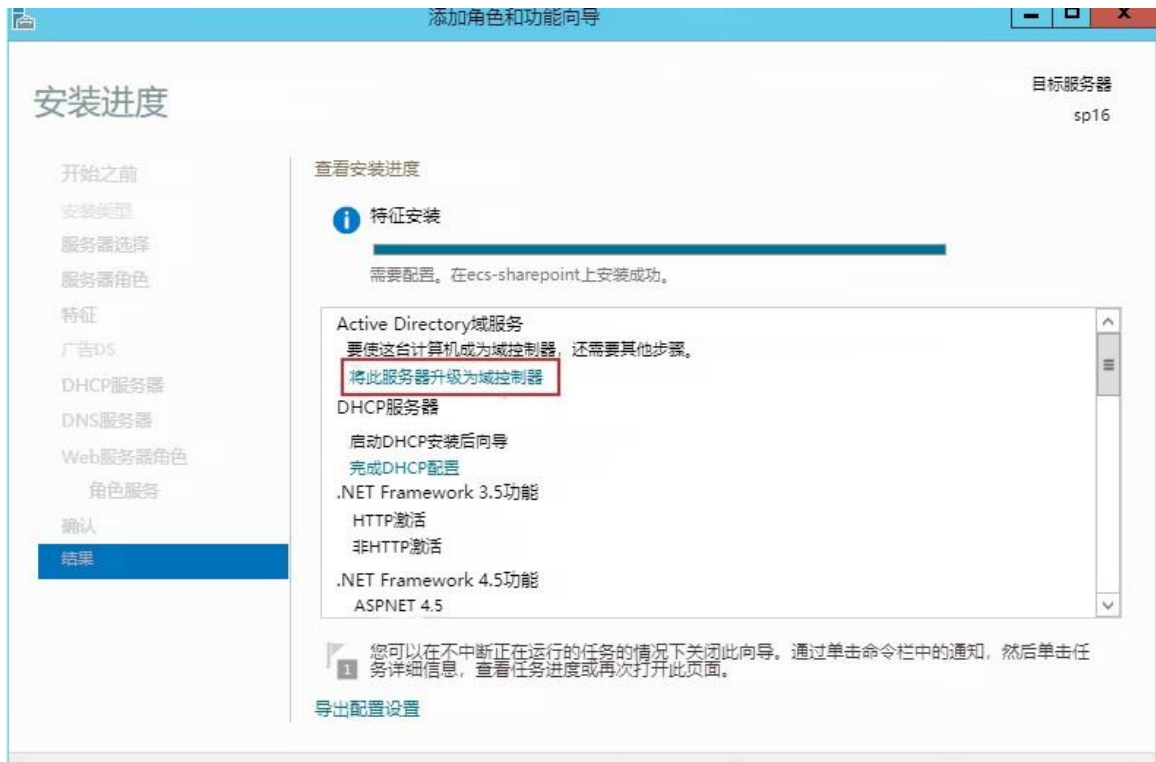 添加角色和功能向导
安装进度
目标服务器
sp16
开始之前
安装类型
服务器选择
服务器角色
特征
广告DS
DHCP服务器
DNS服务器
Web服务器角色
角色服务
确认
结果
查看安装进度
特征安装
需要配置。在ecs-sharepoint上安装成功。
Active Directory域服务
要使这台计算机成为域控制器，还需要其他步骤。
将此服务器升级为域控制器
DHCP服务器
启动DHCP安装后向导
完成DHCP配置
.NET Framework 3.5功能
HTTP激活
非HTTP激活
.NET Framework 4.5功能
ASPNET 4.5
1
您可以在不中断正在运行的任务的情况下关闭此向导。通过单击命令栏中的通知，然后单击任
务详细信息，查看任务进度或再次打开此页面。
导出配置设置